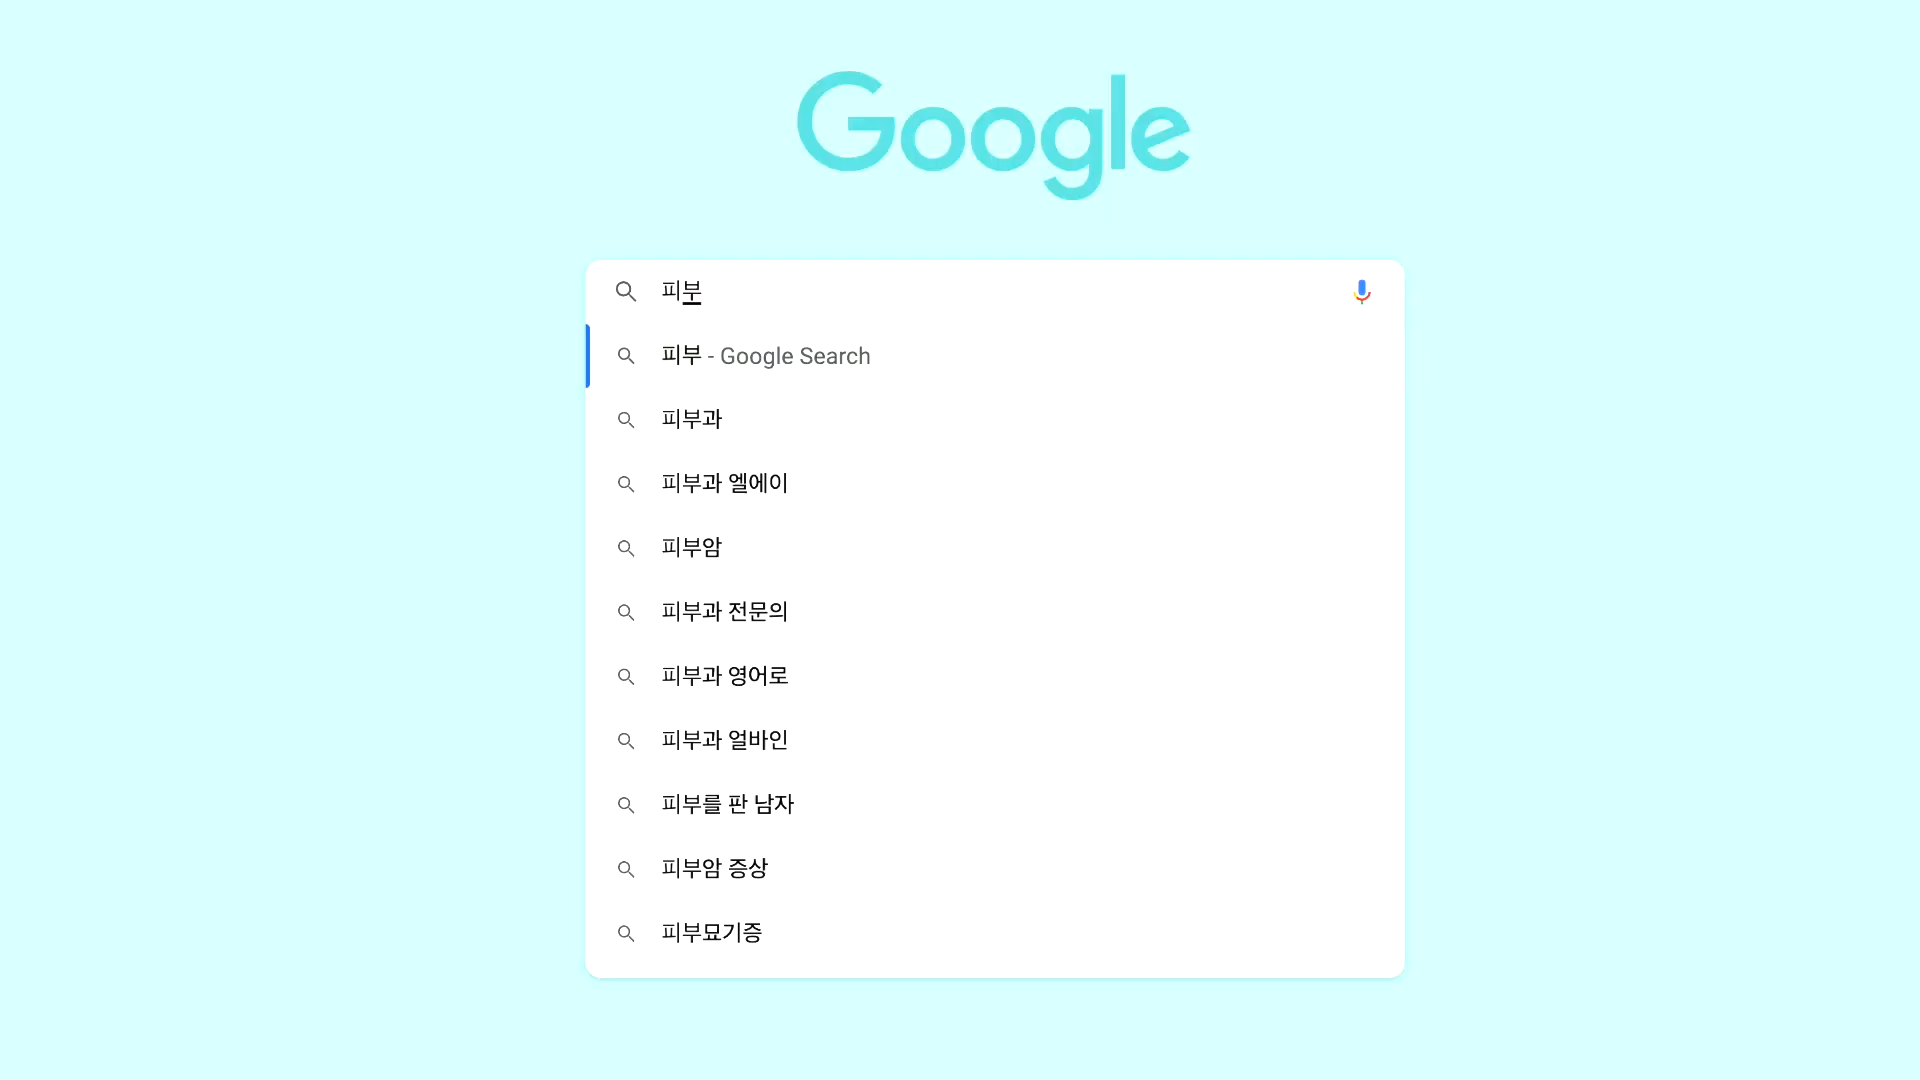 Google
피부
피부 - Google Search
피부과
피부과 엘에이
피부암
피부과 전문의
피부과 영어로
피부과 얼바인
피부를 판 남자
피부암 증상
피부묘기증